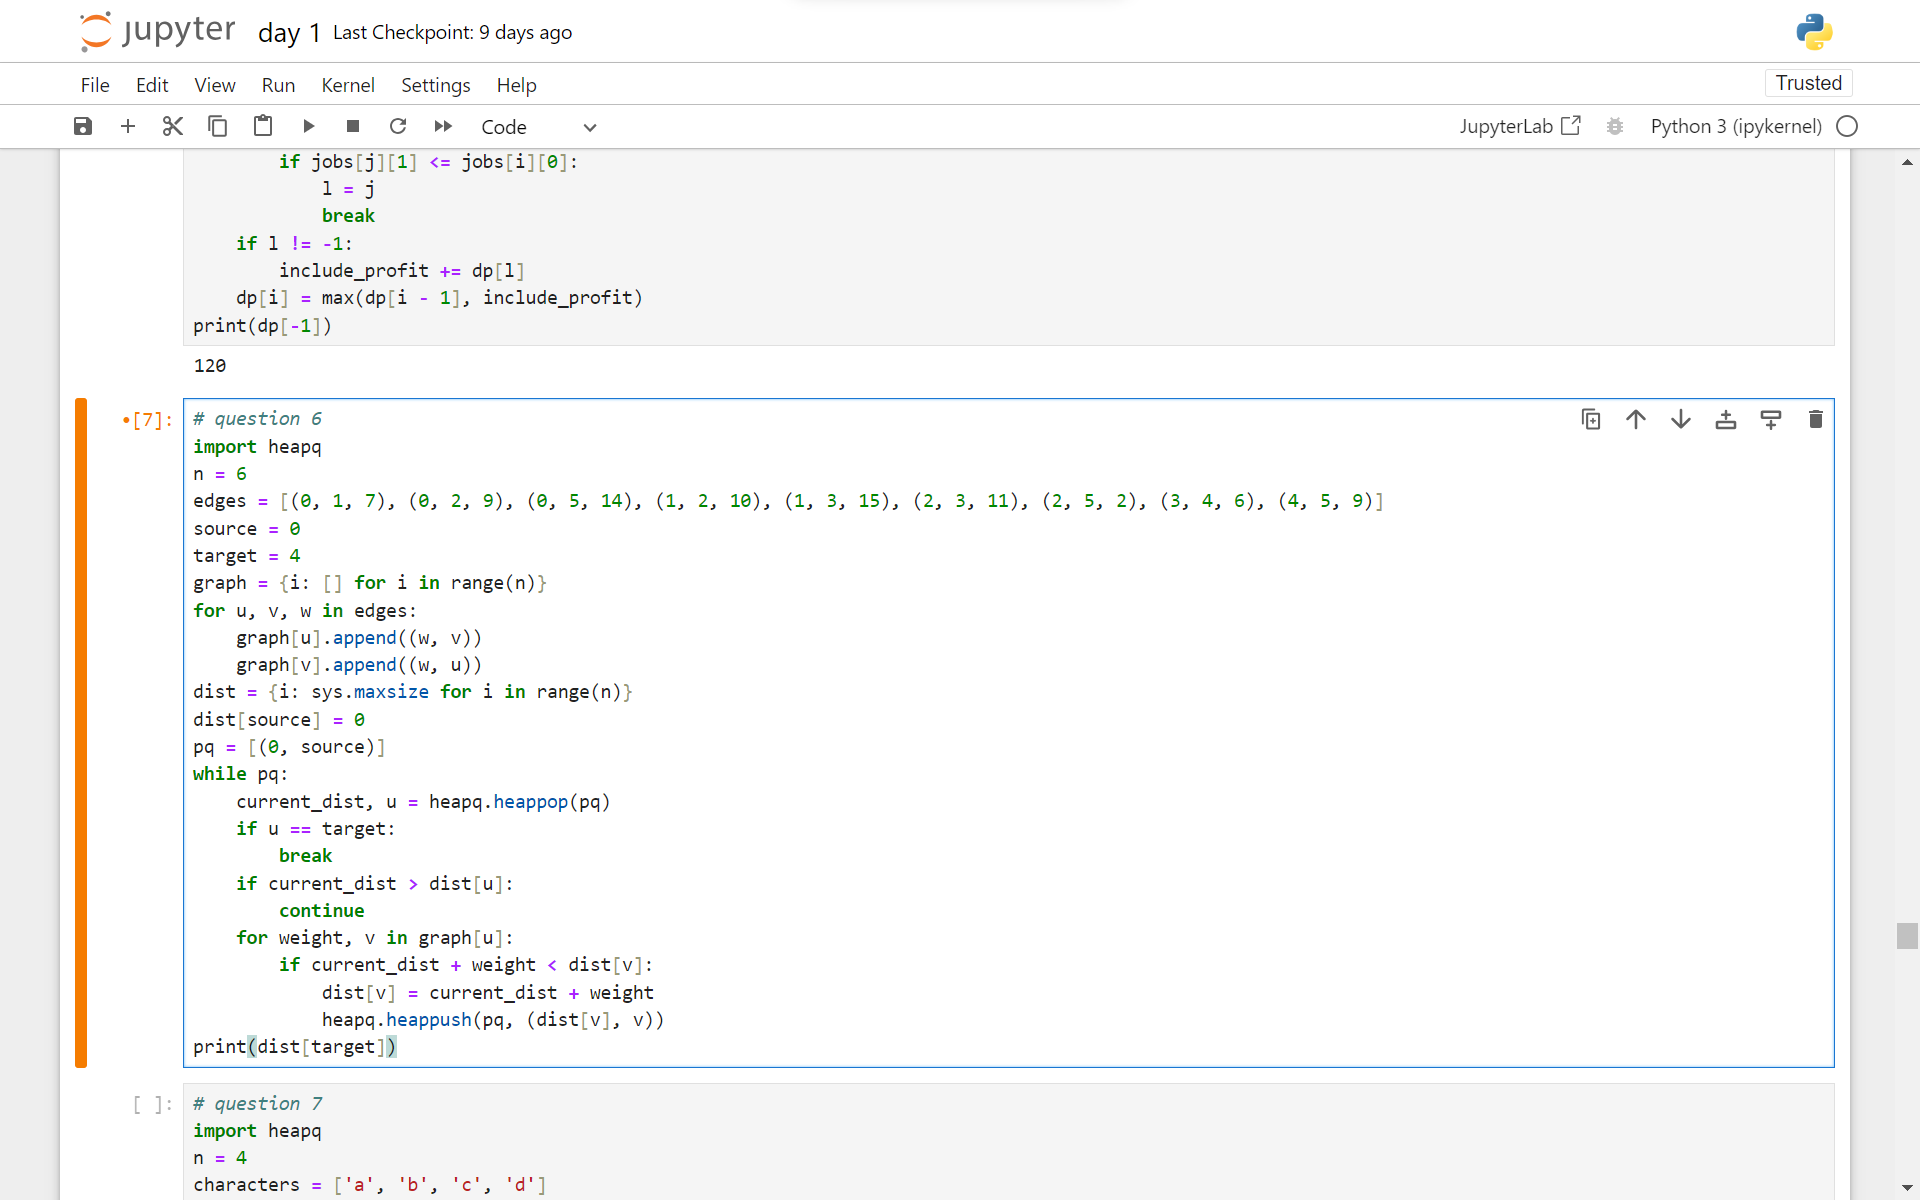 jupyter day 1 Last Checkpoint: 9 days ago
File Edit View Run Kernel Settings Help Trusted
Code JupyterLab Python 3 (ipykernel)
        if jobs[j][1] <= jobs[i][0]:
            l = j
            break
    if l != -1:
        include_profit += dp[l]
    dp[i] = max(dp[i - 1], include_profit)
print(dp[-1])
120
•[7]: # question 6
import heapq
n = 6
edges = [(0, 1, 7), (0, 2, 9), (0, 5, 14), (1, 2, 10), (1, 3, 15), (2, 3, 11), (2, 5, 2), (3, 4, 6), (4, 5, 9)]
source = 0
target = 4
graph = {i: [] for i in range(n)}
for u, v, w in edges:
    graph[u].append((w, v))
    graph[v].append((w, u))
dist = {i: sys.maxsize for i in range(n)}
dist[source] = 0
pq = [(0, source)]
while pq:
    current_dist, u = heapq.heappop(pq)
    if u == target:
        break
    if current_dist > dist[u]:
        continue
    for weight, v in graph[u]:
        if current_dist + weight < dist[v]:
            dist[v] = current_dist + weight
            heapq.heappush(pq, (dist[v], v))
print(dist[target])
[ ]: # question 7
import heapq
n = 4
characters = ['a', 'b', 'c', 'd']